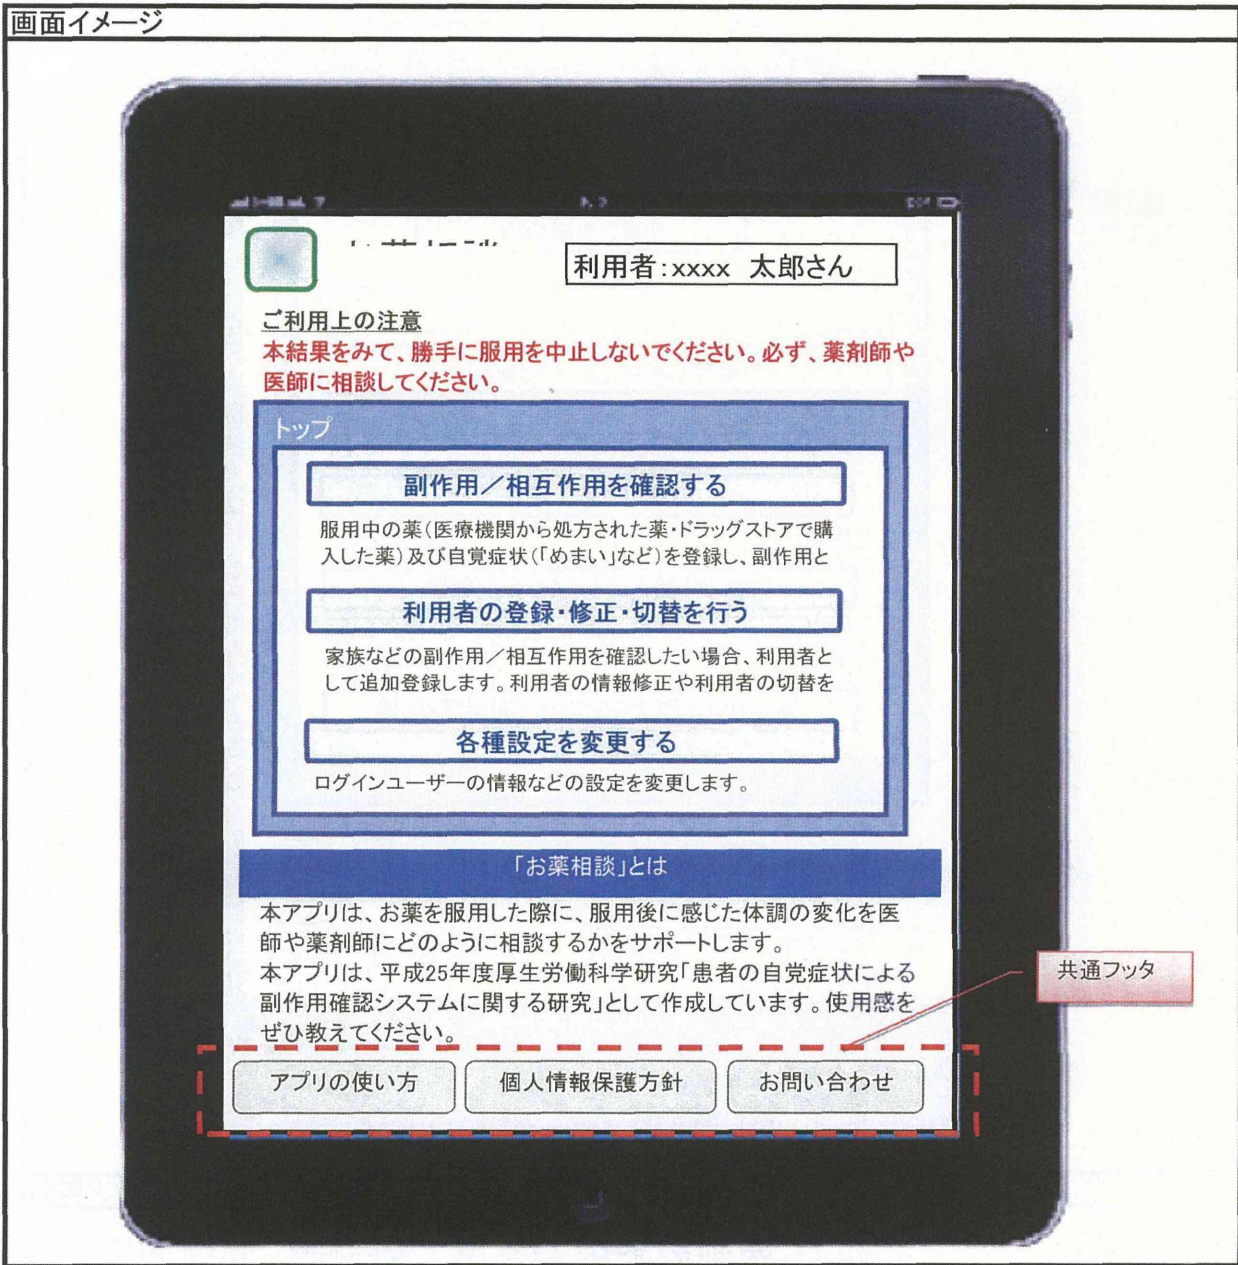 画面イメージ
利用者:xxxx 太郎さん
ご利用上の注意
本結果をみて、勝手に服用を中止しないでください。必ず、薬剤師や
医師に相談してください。
トップ
副作用／相互作用を確認する
服用中の薬(医療機関から処方された薬・ドラッグストアで購
入した薬)及び自覚症状(「めまい」など)を登録し、副作用と
利用者の登録・修正・切替を行う
家族などの副作用／相互作用を確認したい場合、利用者と
して追加登録します。利用者の情報修正や利用者の切替を
各種設定を変更する
ログインユーザーの情報などの設定を変更します。
「お薬相談」とは
本アプリは、お薬を服用した際に、服用後に感じた体調の変化を医
師や薬剤師にどのように相談するかをサポートします。
本アプリは、平成25年度厚生労働科学研究「患者の自覚症状による
副作用確認システムに関する研究」として作成しています。使用感を
ぜひ教えてください。
共通フッタ
アプリの使い方
個人情報保護方針
お問い合わせ